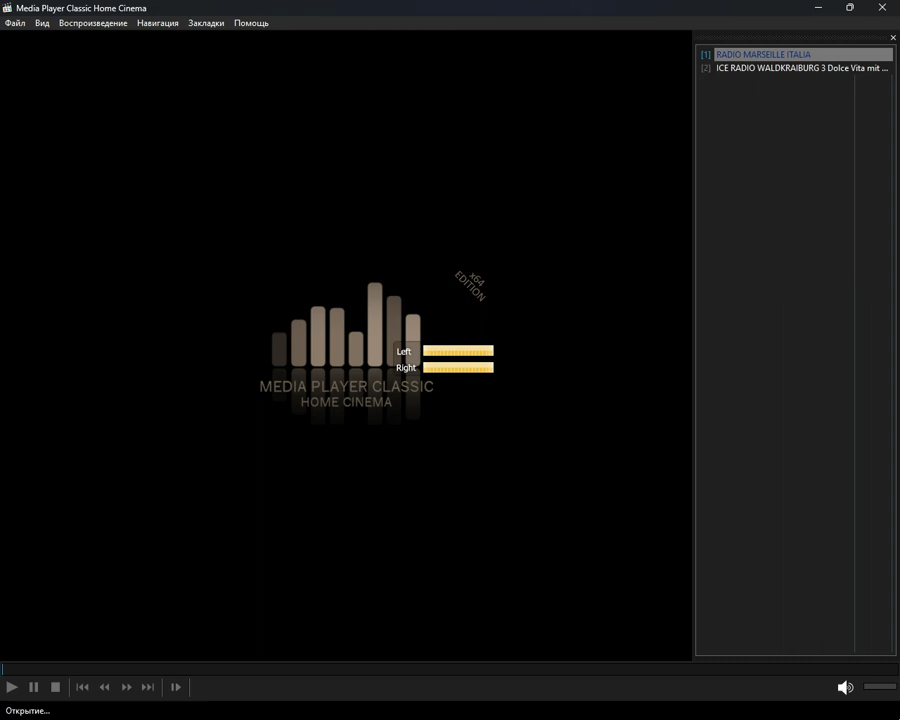 Media Player Classic Home Cinema
Файл Вид Воспроизведение Навигация Закладки Помощь
[1] RADIO MARSEILLE ITALIA
[2] ICE RADIO WALDKRAIBURG 3 Dolce Vita mit ...
x64
EDITION
Left
Right
MEDIA PLAYER CLASSIC
HOME CINEMA
Открытие...